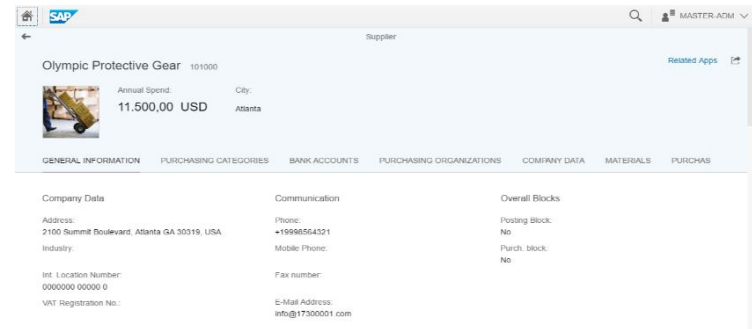 SAP
MASTER-ADM
Supplier
Olympic Protective Gear 101000
Related Apps
Annual Spend:
11.500,00 USD
City:
Atlanta
GENERAL INFORMATION PURCHASING CATEGORIES BANK ACCOUNTS PURCHASING ORGANIZATIONS COMPANY DATA MATERIALS PURCHAS
Company Data
Address:
2100 Summit Boulevard, Atlanta GA 30319, USA
Industry:
Int. Location Number:
0000000 00000 0
VAT Registration No.:
Communication
Phone:
+19998564321
Mobile Phone:
Fax number:
E-Mail Address:
info@17300001.com
Overall Blocks
Posting Block:
No
Purch. block:
No